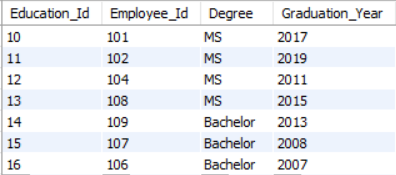 Education_Id Employee_Id Degree Graduation_Year
10 101 MS 2017
11 102 MS 2019
12 104 MS 2011
13 108 MS 2015
14 109 Bachelor 2013
15 107 Bachelor 2008
16 106 Bachelor 2007